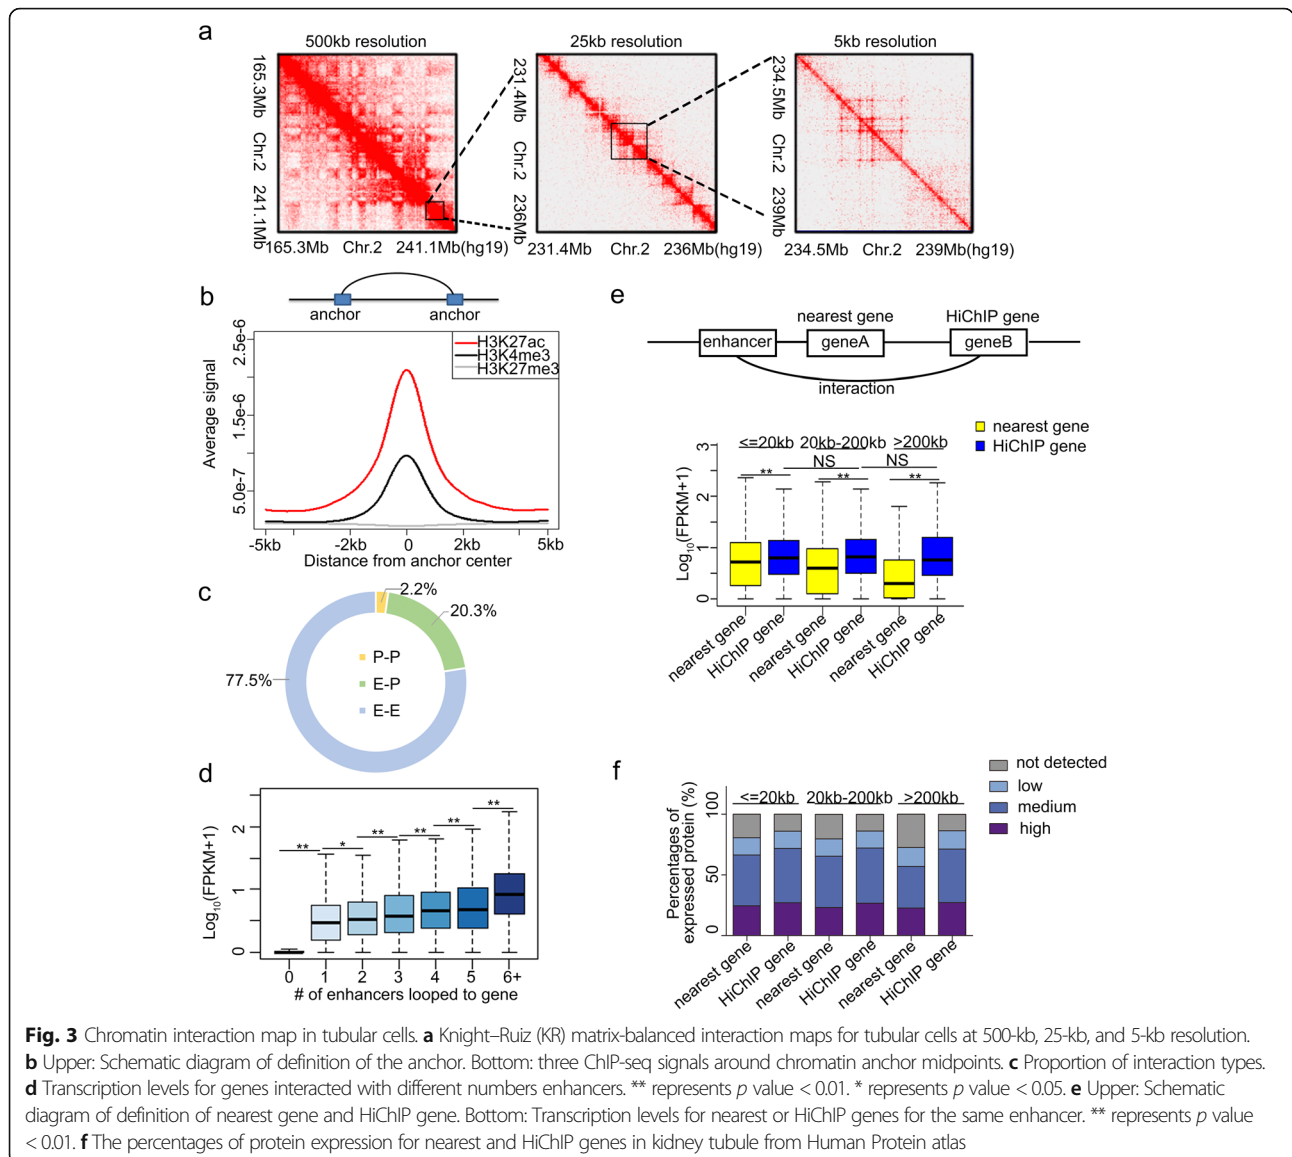 a
500kb resolution
25kb resolution
5kb resolution
165.3Mb Chr.2 241.1Mb
231.4Mb Chr.2 236Mb
234.5Mb Chr.2 239Mb
165.3Mb Chr.2 241.1Mb(hg19)
231.4Mb Chr.2 236Mb(hg19)
234.5Mb Chr.2 239Mb(hg19)
b
anchor anchor
H3K27ac
H3K4me3
H3K27me3
Average signal
2.5e-6
1.5e-6
5.0e-7
-5kb -2kb 0 2kb 5kb
Distance from anchor center
c
2.2%
20.3%
77.5%
P-P
E-P
E-E
d
Log10(FPKM+1)
2
1
0
** * ** ** ** **
0 1 2 3 4 5 6+
# of enhancers looped to gene
e
nearest gene HiChIP gene
enhancer geneA geneB
interaction
nearest gene
HiChIP gene
<=20kb 20kb-200kb >200kb
NS NS
** ** **
Log10(FPKM+1)
3
2
1
0
nearest gene HiChIP gene nearest gene HiChIP gene nearest gene HiChIP gene
f
not detected
low
medium
high
<=20kb 20kb-200kb >200kb
Percentages of
expressed protein (%)
100
50
0
nearest gene HiChIP gene nearest gene HiChIP gene nearest gene HiChIP gene
Fig. 3 Chromatin interaction map in tubular cells. a Knight–Ruiz (KR) matrix-balanced interaction maps for tubular cells at 500-kb, 25-kb, and 5-kb resolution.
b Upper: Schematic diagram of definition of the anchor. Bottom: three ChIP-seq signals around chromatin anchor midpoints. c Proportion of interaction types.
d Transcription levels for genes interacted with different numbers enhancers. ** represents p value < 0.01. * represents p value < 0.05. e Upper: Schematic
diagram of definition of nearest gene and HiChIP gene. Bottom: Transcription levels for nearest or HiChIP genes for the same enhancer. ** represents p value
< 0.01. f The percentages of protein expression for nearest and HiChIP genes in kidney tubule from Human Protein atlas